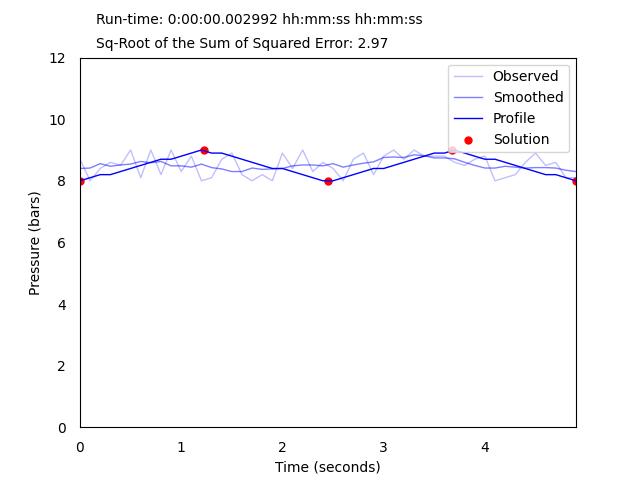 Run-time: 0:00:00.002992 hh:mm:ss hh:mm:ss
Sq-Root of the Sum of Squared Error: 2.97
Observed
Smoothed
Profile
Solution
12
10
8
6
4
2
0
Pressure (bars)
0 1 2 3 4
Time (seconds)